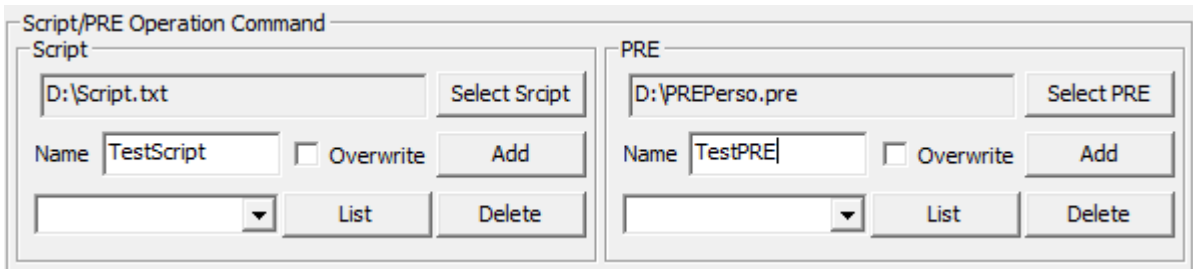 Script/PRE Operation Command
Script
D:\Script.txt
Select Srcipt
Name TestScript Overwrite Add
List Delete
PRE
D:\PREPerso.pre
Select PRE
Name TestPRE Overwrite Add
List Delete